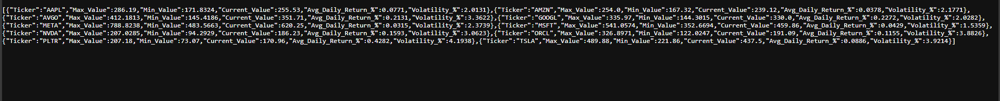 [{"Ticker":"AAPL","Max_Value":286.19,"Min_Value":171.8324,"Current_Value":255.53,"Avg_Daily_Return_%":0.0771,"Volatility_%":2.0131},{"Ticker":"AMZN","Max_Value":254.0,"Min_Value":167.32,"Current_Value":239.12,"Avg_Daily_Return_%":0.0378,"Volatility_%":2.1771},
{"Ticker":"AVGO","Max_Value":412.1813,"Min_Value":145.4186,"Current_Value":351.71,"Avg_Daily_Return_%":0.2131,"Volatility_%":3.3622},{"Ticker":"GOOGL","Max_Value":335.97,"Min_Value":144.3015,"Current_Value":330.0,"Avg_Daily_Return_%":0.2272,"Volatility_%":2.0282},
{"Ticker":"META","Max_Value":788.8238,"Min_Value":483.5663,"Current_Value":620.25,"Avg_Daily_Return_%":0.0315,"Volatility_%":2.3739},{"Ticker":"MSFT","Max_Value":541.0574,"Min_Value":352.6694,"Current_Value":459.86,"Avg_Daily_Return_%":0.0429,"Volatility_%":1.5359},
{"Ticker":"NVDA","Max_Value":207.0285,"Min_Value":94.2929,"Current_Value":186.23,"Avg_Daily_Return_%":0.1593,"Volatility_%":3.0623},{"Ticker":"ORCL","Max_Value":326.8971,"Min_Value":122.0247,"Current_Value":191.09,"Avg_Daily_Return_%":0.1155,"Volatility_%":3.8826},
{"Ticker":"PLTR","Max_Value":207.18,"Min_Value":73.07,"Current_Value":170.96,"Avg_Daily_Return_%":0.4282,"Volatility_%":4.1938},{"Ticker":"TSLA","Max_Value":489.88,"Min_Value":221.86,"Current_Value":437.5,"Avg_Daily_Return_%":0.0886,"Volatility_%":3.9214}]